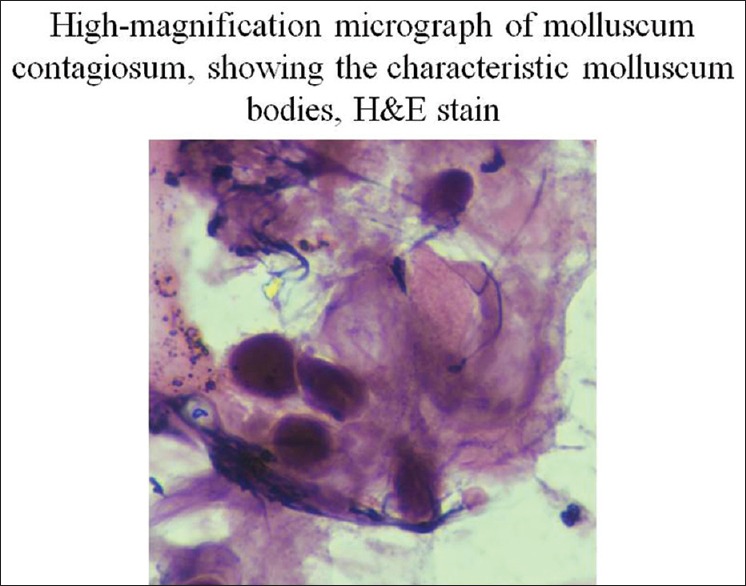 High-magnification micrograph of molluscum
contagiosum, showing the characteristic molluscum
bodies, H&E stain